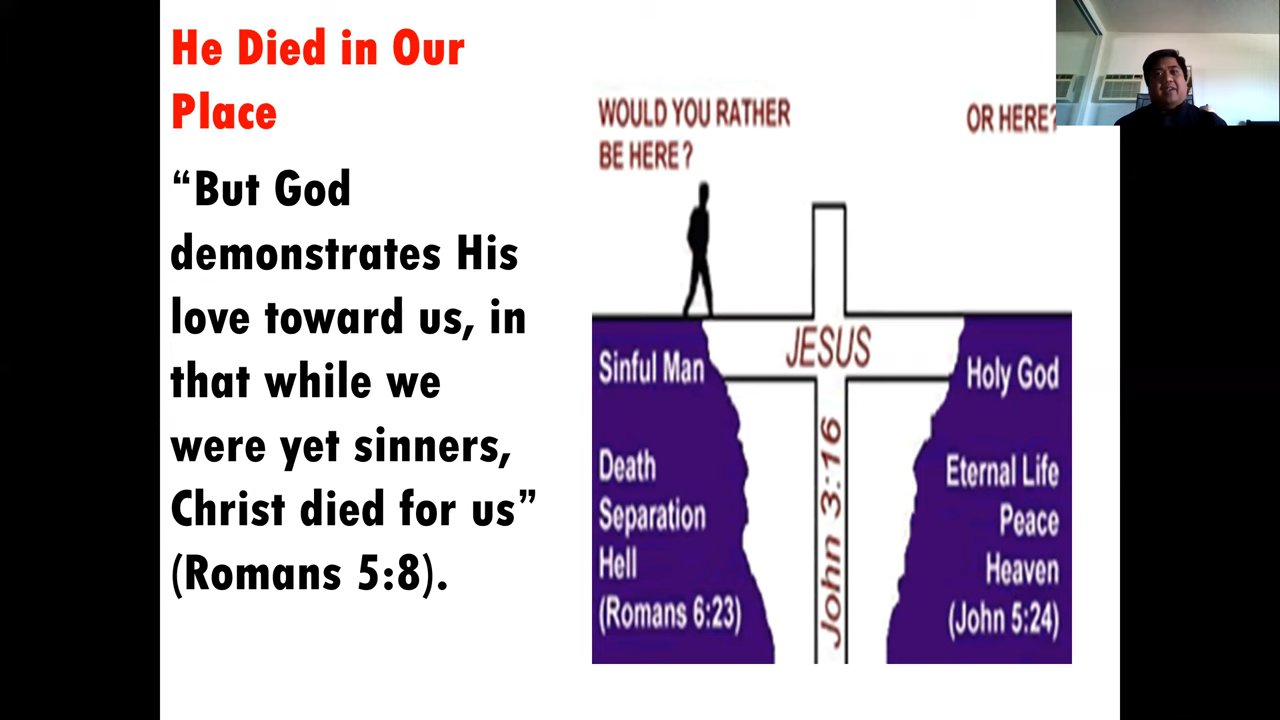 He Died in Our
Place
“But God
demonstrates His
love toward us, in
that while we
were yet sinners,
Christ died for us”
(Romans 5:8).
WOULD YOU RATHER
BE HERE?
OR HERE?
JESUS
John 3:16
Sinful Man
Death
Separation
Hell
(Romans 6:23)
Holy God
Eternal Life
Peace
Heaven
(John 5:24)